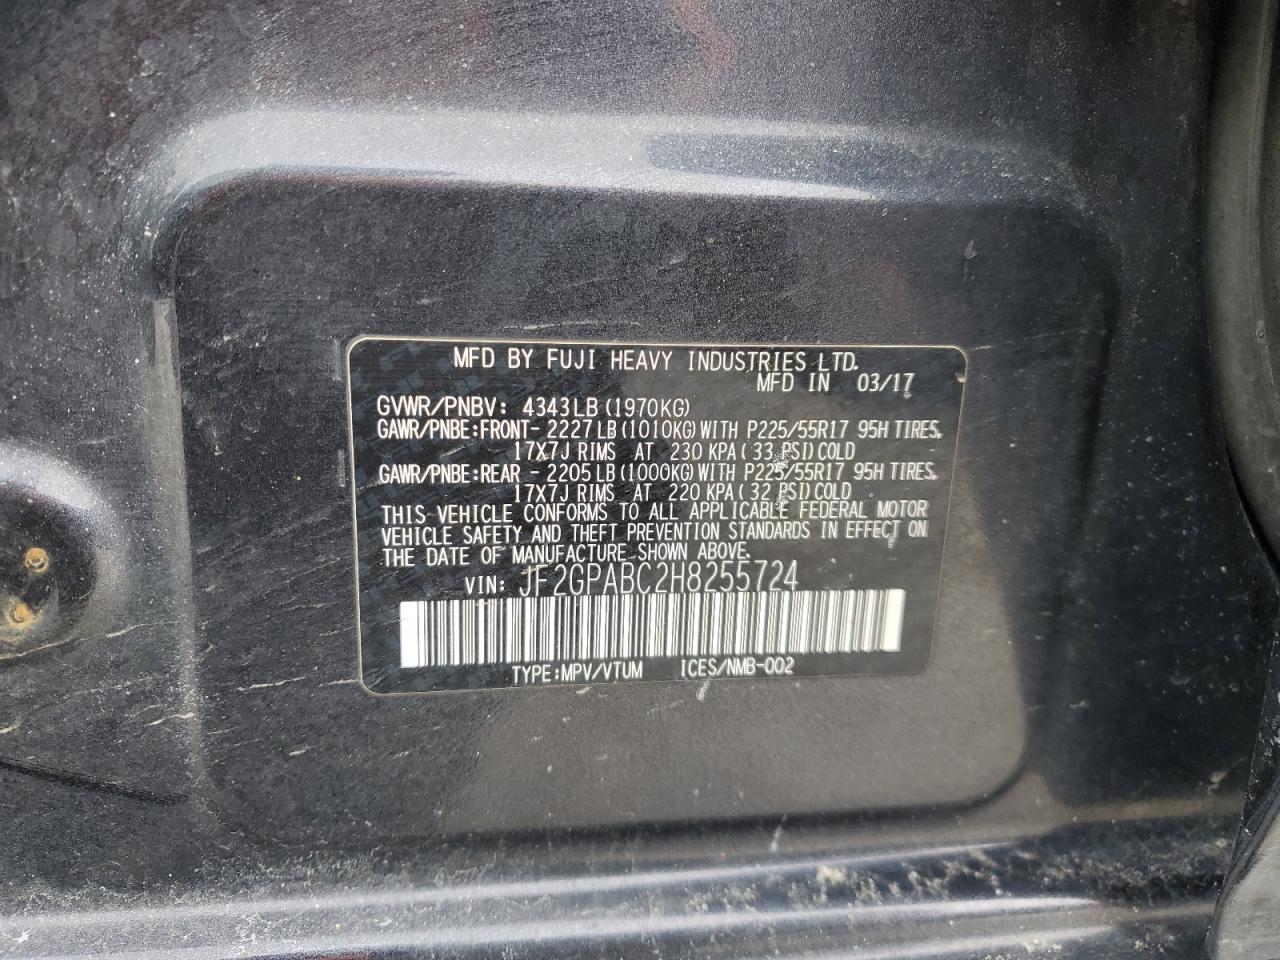 MFD BY FUJI HEAVY INDUSTRIES LTD.
MFD IN 03/17
GVWR/PNBV: 4343LB(1970KG)
GAWR/PNBE:FRONT- 2227LB(1010KG)WITH P225/55R17 95H TIRES,
17X7J RIMS AT 230 KPA(33 PSI)COLD
GAWR/PNBE:REAR - 2205LB(1000KG)WITH P225/55R17 95H TIRES,
17X7J RIMS AT 220 KPA(32 PSI)COLD
THIS VEHICLE CONFORMS TO ALL APPLICABLE FEDERAL MOTOR
VEHICLE SAFETY AND THEFT PREVENTION STANDARDS IN EFFECT ON
THE DATE OF MANUFACTURE SHOWN ABOVE.
VIN: JF2GPABC2H8255724
TYPE:MPV/VTUM ICES/NMB-002